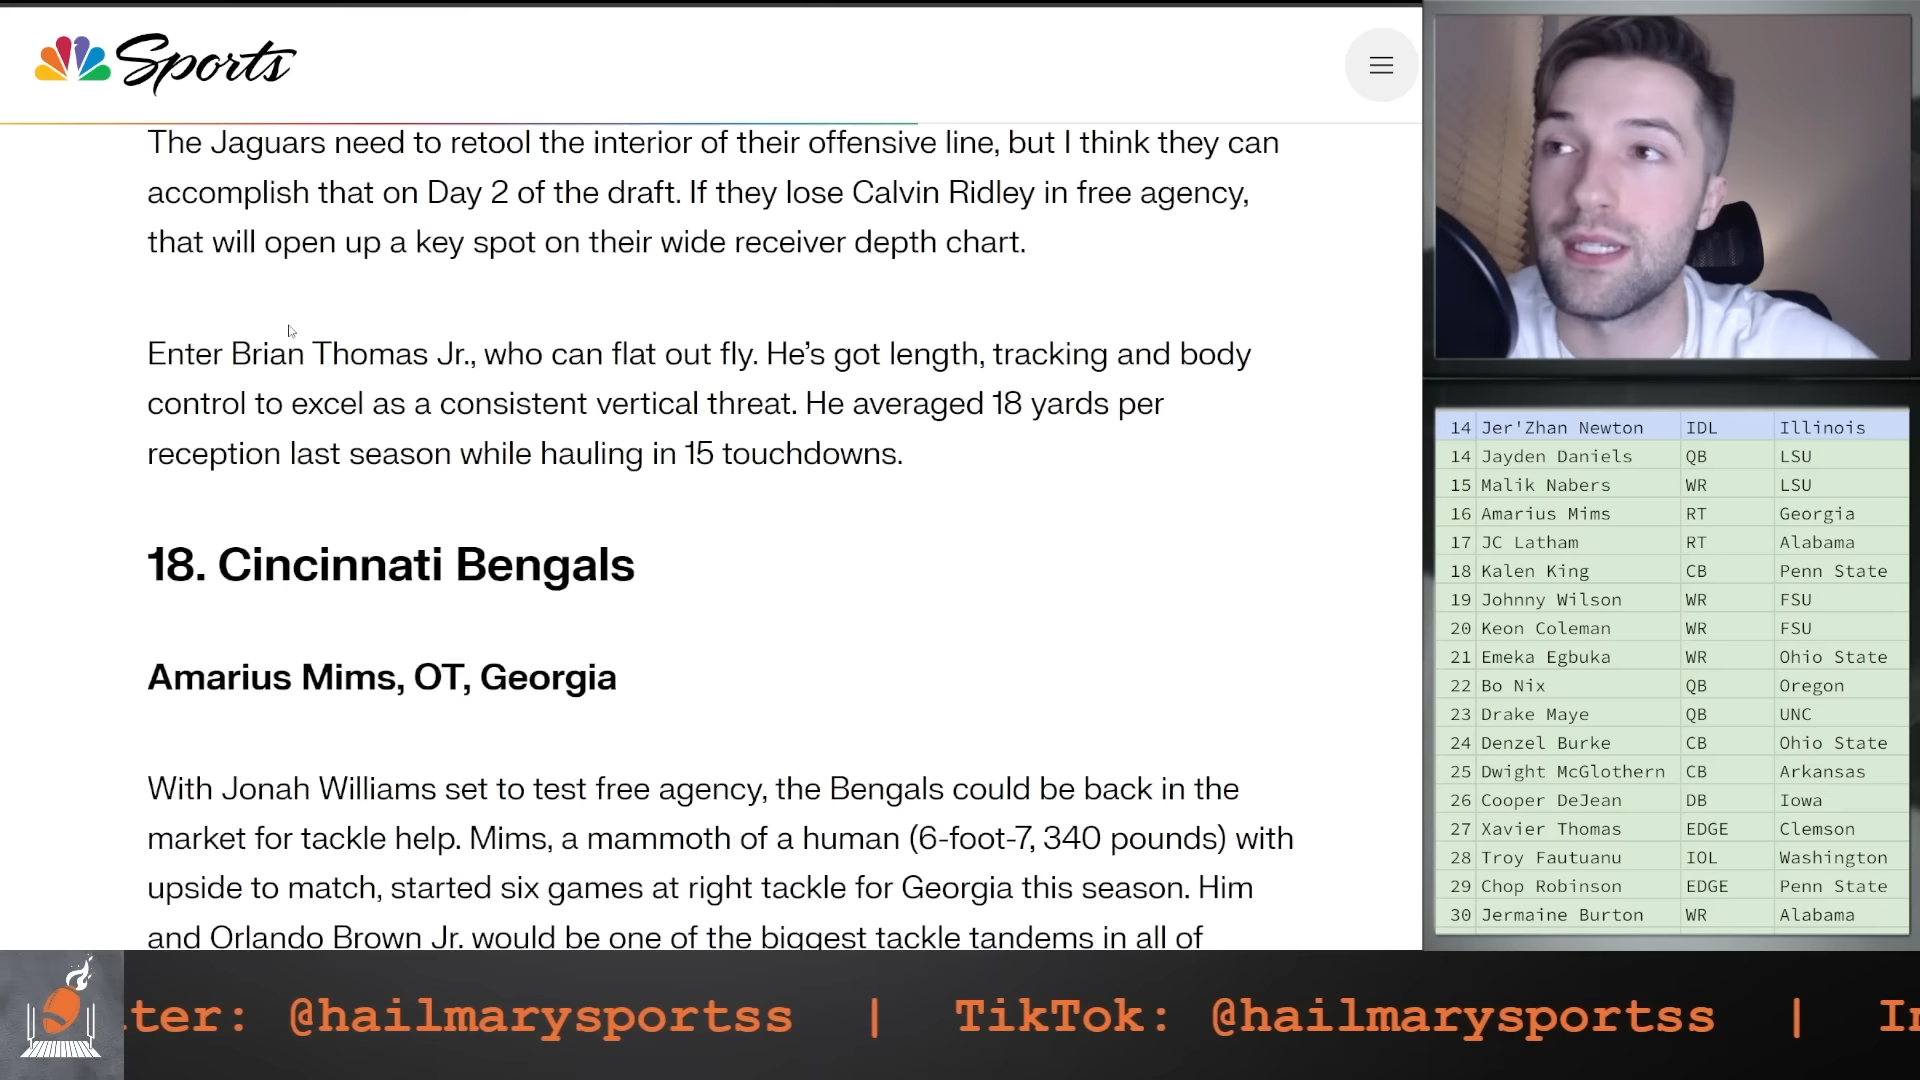 Sports
The Jaguars need to retool the interior of their offensive line, but I think they can
accomplish that on Day 2 of the draft. If they lose Calvin Ridley in free agency,
that will open up a key spot on their wide receiver depth chart.
Enter Brian Thomas Jr., who can flat out fly. He’s got length, tracking and body
control to excel as a consistent vertical threat. He averaged 18 yards per
reception last season while hauling in 15 touchdowns.
18. Cincinnati Bengals
Amarius Mims, OT, Georgia
With Jonah Williams set to test free agency, the Bengals could be back in the
market for tackle help. Mims, a mammoth of a human (6-foot-7, 340 pounds) with
upside to match, started six games at right tackle for Georgia this season. Him
and Orlando Brown Jr. would be one of the biggest tackle tandems in all of
14 Jer'Zhan Newton IDL Illinois
14 Jayden Daniels QB LSU
15 Malik Nabers WR LSU
16 Amarius Mims RT Georgia
17 JC Latham RT Alabama
18 Kalen King CB Penn State
19 Johnny Wilson WR FSU
20 Keon Coleman WR FSU
21 Emeka Egbuka WR Ohio State
22 Bo Nix QB Oregon
23 Drake Maye QB UNC
24 Denzel Burke CB Ohio State
25 Dwight McGlothern CB Arkansas
26 Cooper DeJean DB Iowa
27 Xavier Thomas EDGE Clemson
28 Troy Fautuanu IOL Washington
29 Chop Robinson EDGE Penn State
30 Jermaine Burton WR Alabama
tter: @hailmarysportss | TikTok: @hailmarysportss | In